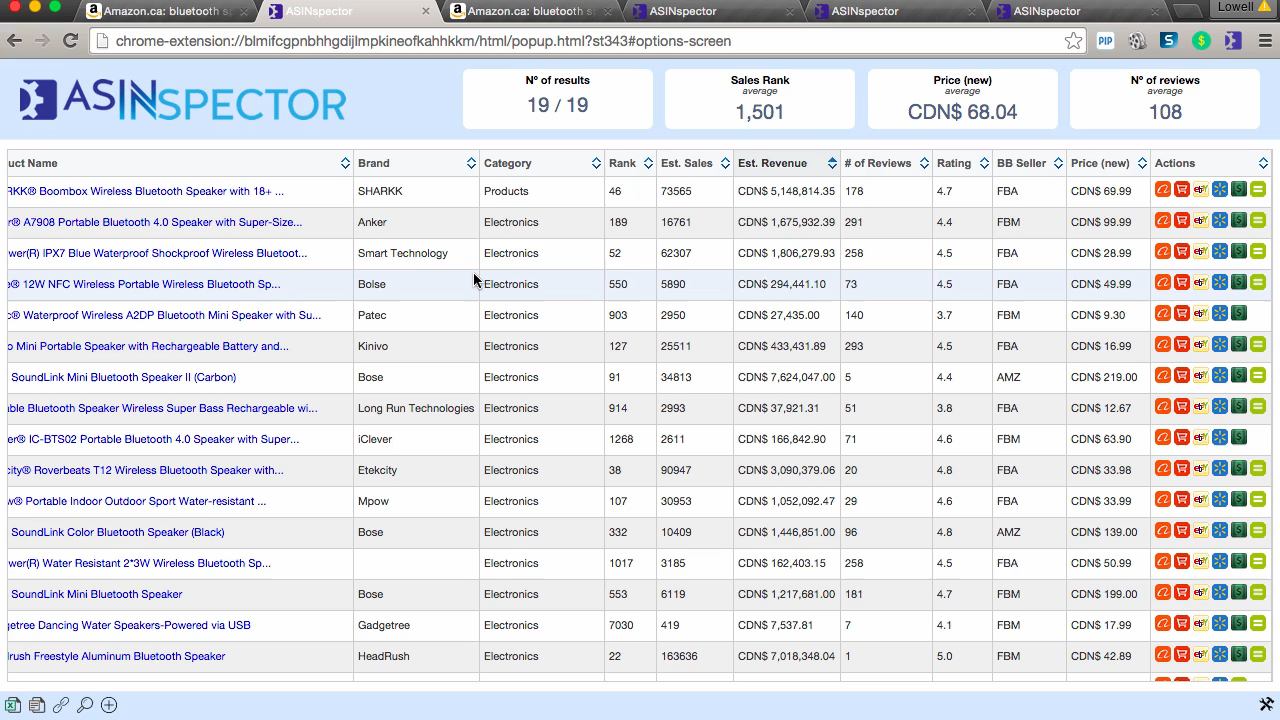 Amazon.ca: bluetooth s
ASINspector
Amazon.ca: bluetooth s
ASINspector
ASINspector
ASINspector
Lowell
chrome-extension://blmifcgpnbhhgdijlmpkineofkahhkkm/html/popup.html?st343#options-screen
PIP
ASINSPECTOR
Nº of results
19 / 19
Sales Rank
average
1,501
Price (new)
average
CDN$ 68.04
Nº of reviews
average
108
uct Name Brand Category Rank Est. Sales Est. Revenue # of Reviews Rating BB Seller Price (new) Actions
RKK® Boombox Wireless Bluetooth Speaker with 18+ ... SHARKK Products 46 73565 CDN$ 5,148,814.35 178 4.7 FBA CDN$ 69.99
r® A7908 Portable Bluetooth 4.0 Speaker with Super-Size... Anker Electronics 189 16761 CDN$ 1,675,932.39 291 4.4 FBM CDN$ 99.99
wer(R) IPX7 Blue Waterproof Shockproof Wireless Bluetoot... Smart Technology Electronics 52 62307 CDN$ 1,806,279.93 258 4.5 FBA CDN$ 28.99
e® 12W NFC Wireless Portable Wireless Bluetooth Sp... Bolse Electronics 550 5890 CDN$ 294,441.10 73 4.5 FBA CDN$ 49.99
c® Waterproof Wireless A2DP Bluetooth Mini Speaker with Su... Patec Electronics 903 2950 CDN$ 27,435.00 140 3.7 FBM CDN$ 9.30
o Mini Portable Speaker with Rechargeable Battery and... Kinivo Electronics 127 25511 CDN$ 433,431.89 293 4.5 FBA CDN$ 16.99
SoundLink Mini Bluetooth Speaker II (Carbon) Bose Electronics 91 34813 CDN$ 7,624,047.00 5 4.4 AMZ CDN$ 219.00
ble Bluetooth Speaker Wireless Super Bass Rechargeable wi... Long Run Technologies Electronics 914 2993 CDN$ 37,921.31 51 3.8 FBA CDN$ 12.67
er® IC-BTS02 Portable Bluetooth 4.0 Speaker with Super... iClever Electronics 1268 2611 CDN$ 166,842.90 71 4.6 FBM CDN$ 63.90
city® Roverbeats T12 Wireless Bluetooth Speaker with... Etekcity Electronics 38 90947 CDN$ 3,090,379.06 20 4.8 FBA CDN$ 33.98
w® Portable Indoor Outdoor Sport Water-resistant ... Mpow Electronics 107 30953 CDN$ 1,052,092.47 29 4.6 FBA CDN$ 33.99
SoundLink Color Bluetooth Speaker (Black) Bose Electronics 332 10409 CDN$ 1,446,851.00 96 4.8 AMZ CDN$ 139.00
wer(R) Water Resistant 2*3W Wireless Bluetooth Sp... Electronics 1017 3185 CDN$ 162,403.15 258 4.5 FBA CDN$ 50.99
SoundLink Mini Bluetooth Speaker Bose Electronics 553 6119 CDN$ 1,217,681.00 181 4.7 FBM CDN$ 199.00
getree Dancing Water Speakers-Powered via USB Gadgetree Electronics 7030 419 CDN$ 7,537.81 7 4.1 FBM CDN$ 17.99
lrush Freestyle Aluminum Bluetooth Speaker HeadRush Electronics 22 163636 CDN$ 7,018,348.04 1 5.0 FBM CDN$ 42.89